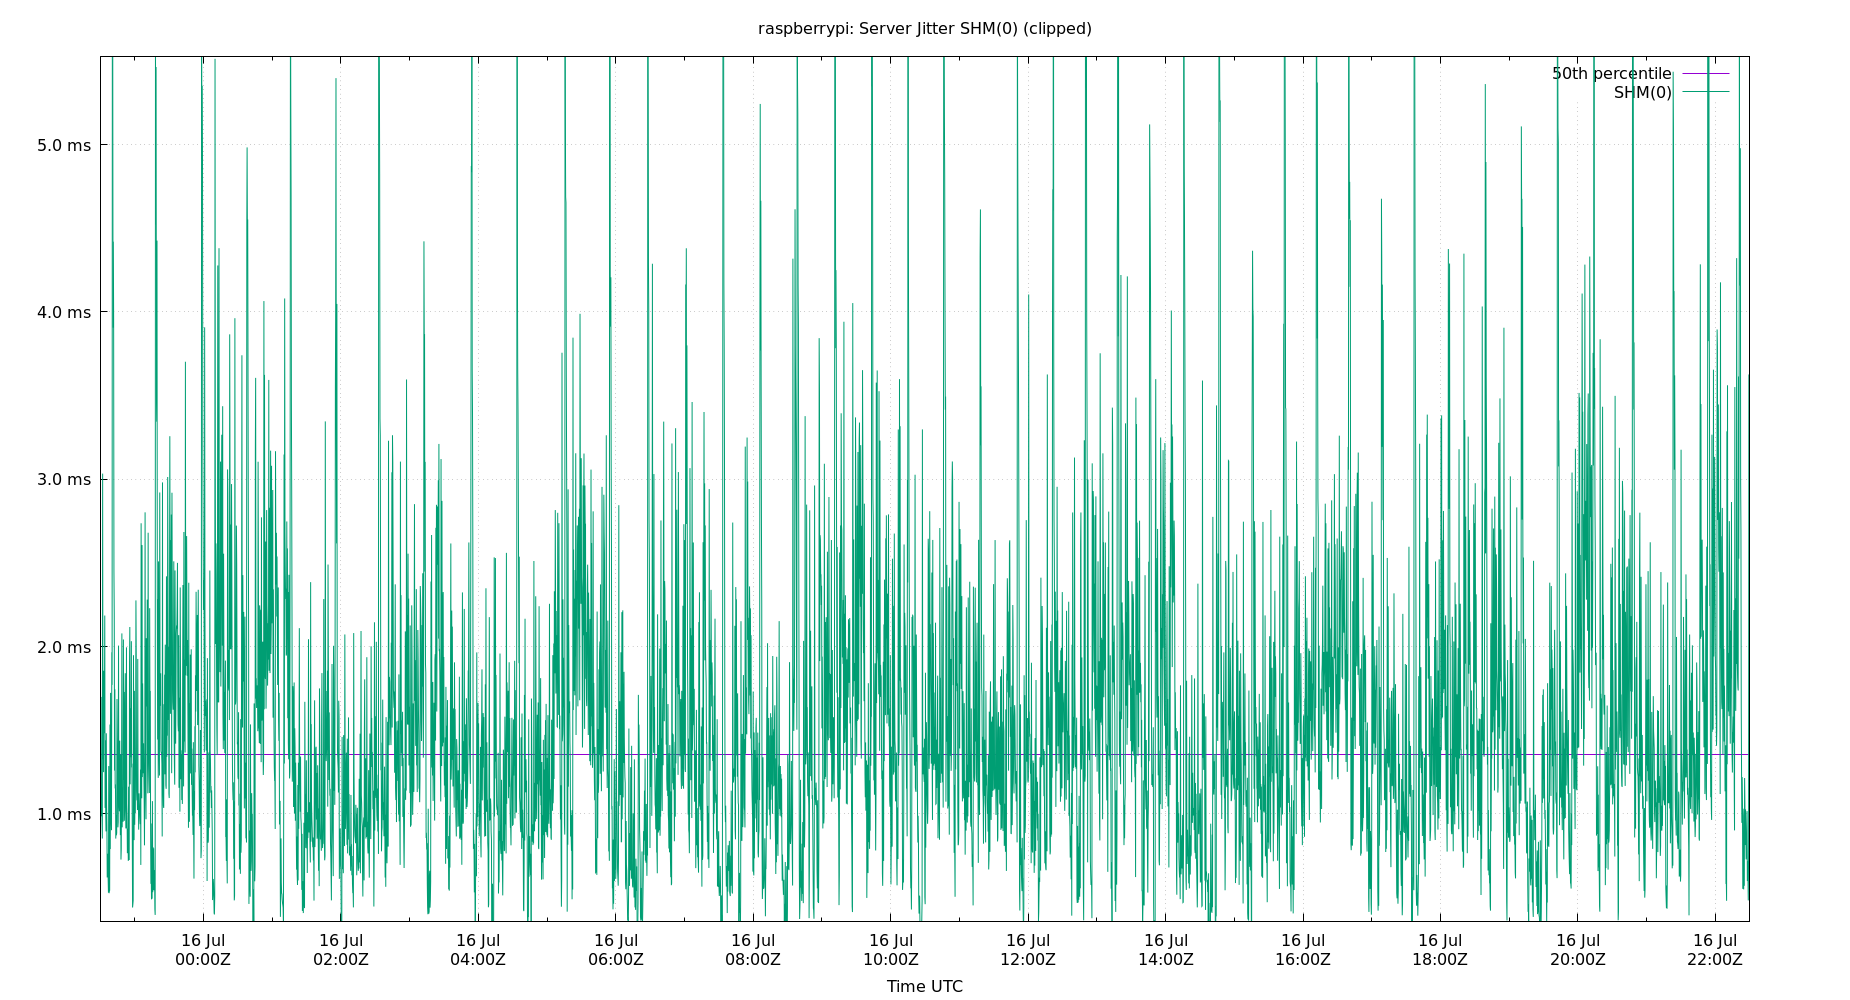 raspberrypi: Server Jitter SHM(0) (clipped)
50th percentile
SHM(0)
5.0 ms
4.0 ms
3.0 ms
2.0 ms
1.0 ms
16 Jul 16 Jul 16 Jul 16 Jul 16 Jul 16 Jul 16 Jul 16 Jul 16 Jul 16 Jul 16 Jul 16 Jul
00:00Z 02:00Z 04:00Z 06:00Z 08:00Z 10:00Z 12:00Z 14:00Z 16:00Z 18:00Z 20:00Z 22:00Z
Time UTC